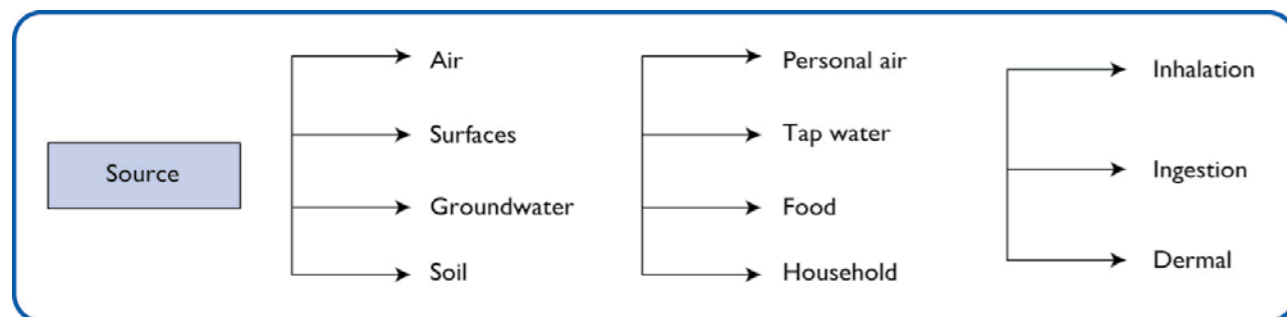 Source
Air
Surfaces
Groundwater
Soil
Personal air
Tap water
Food
Household
Inhalation
Ingestion
Dermal